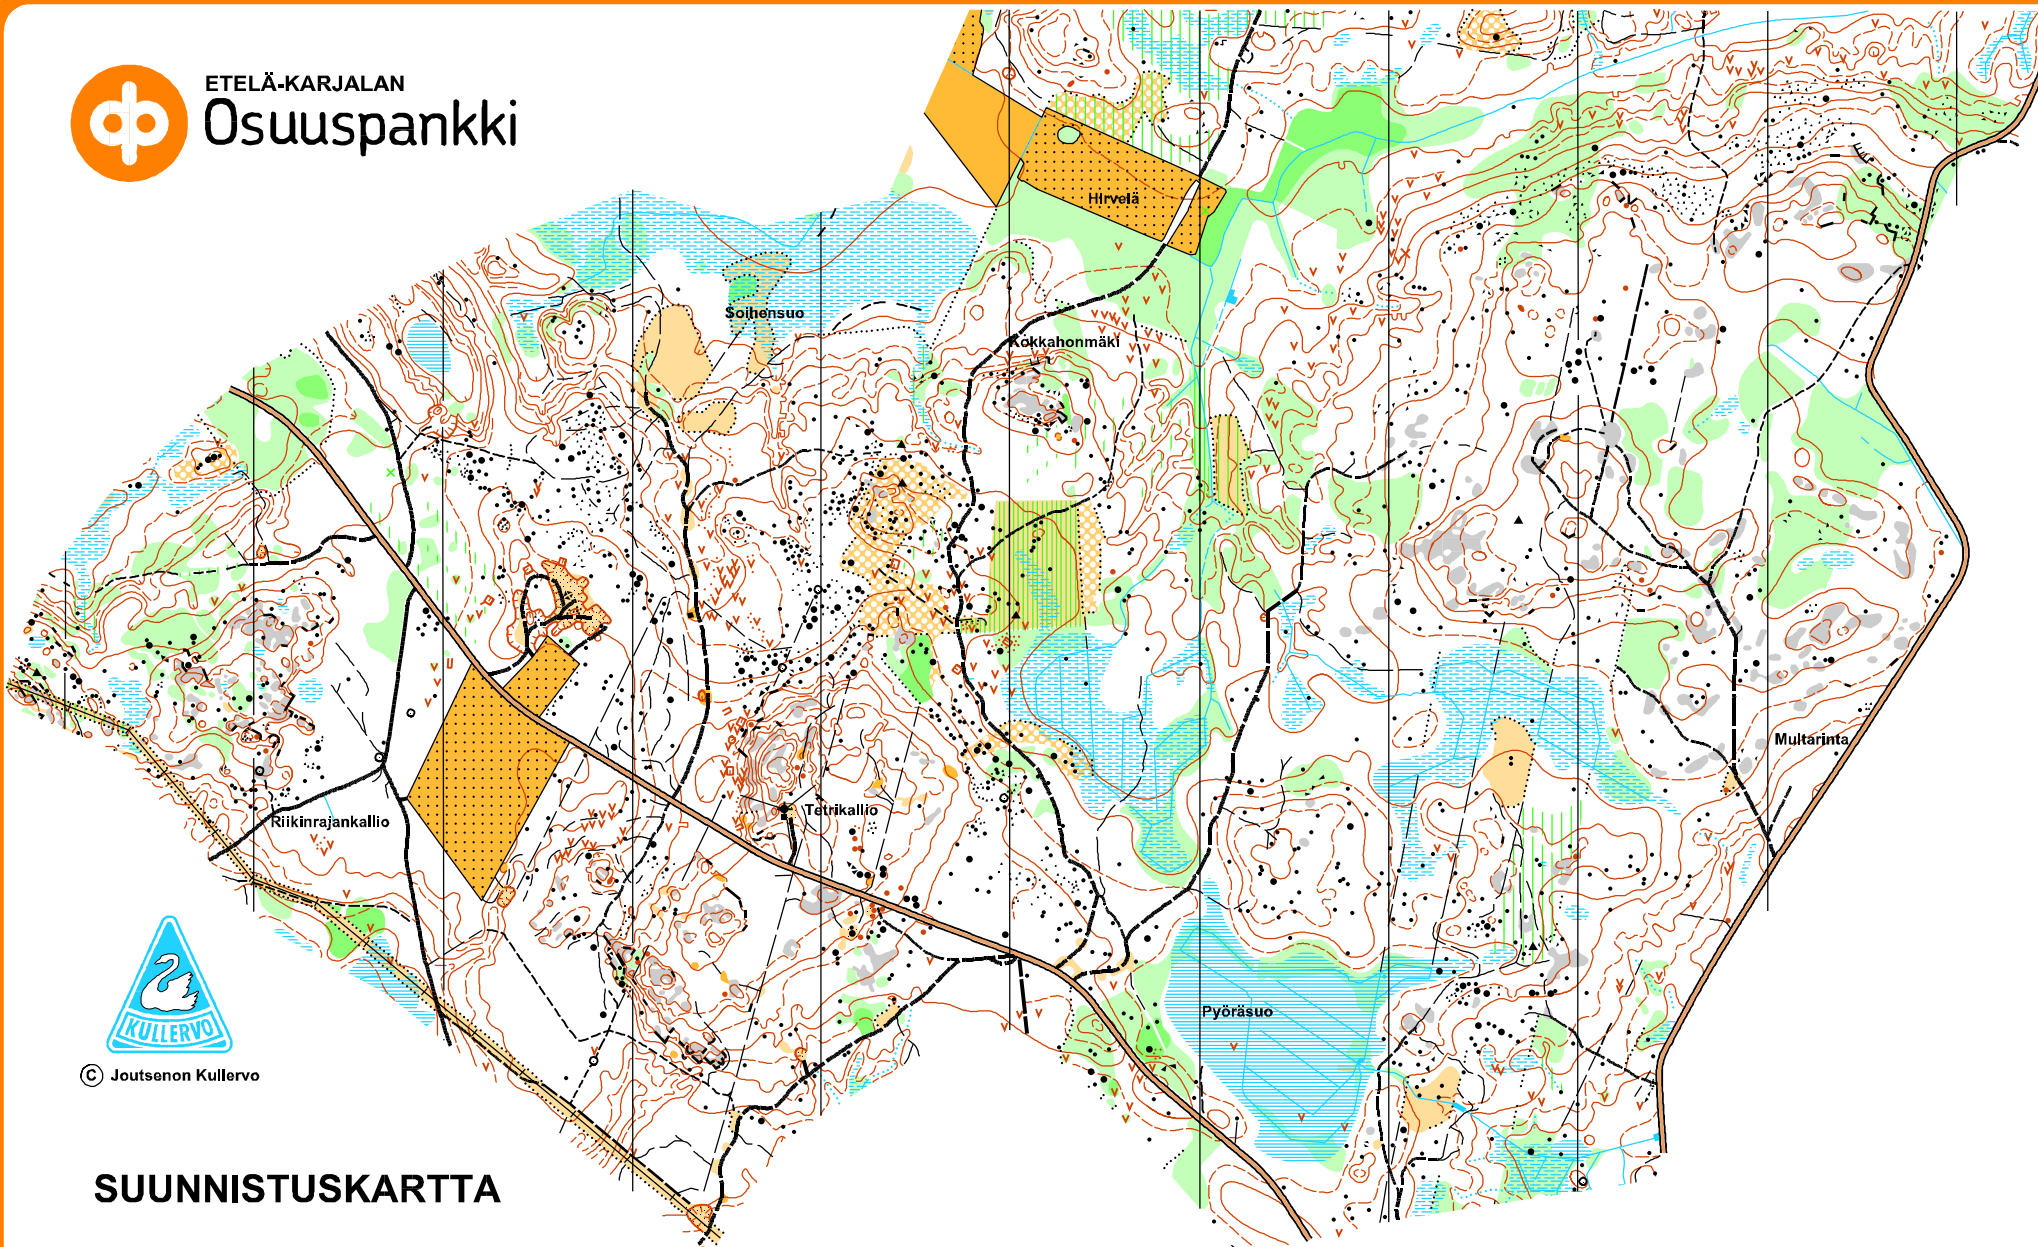 ETELÄ-KARJALAN
Osuuspankki
Hirvelä
Soihensuo
Kokkahonmäki
Multarinta
Tetrikallio
Riikinrajankallio
Pyöräsuo
KULLERVO
© Joutsenon Kullervo
SUUNNISTUSKARTTA